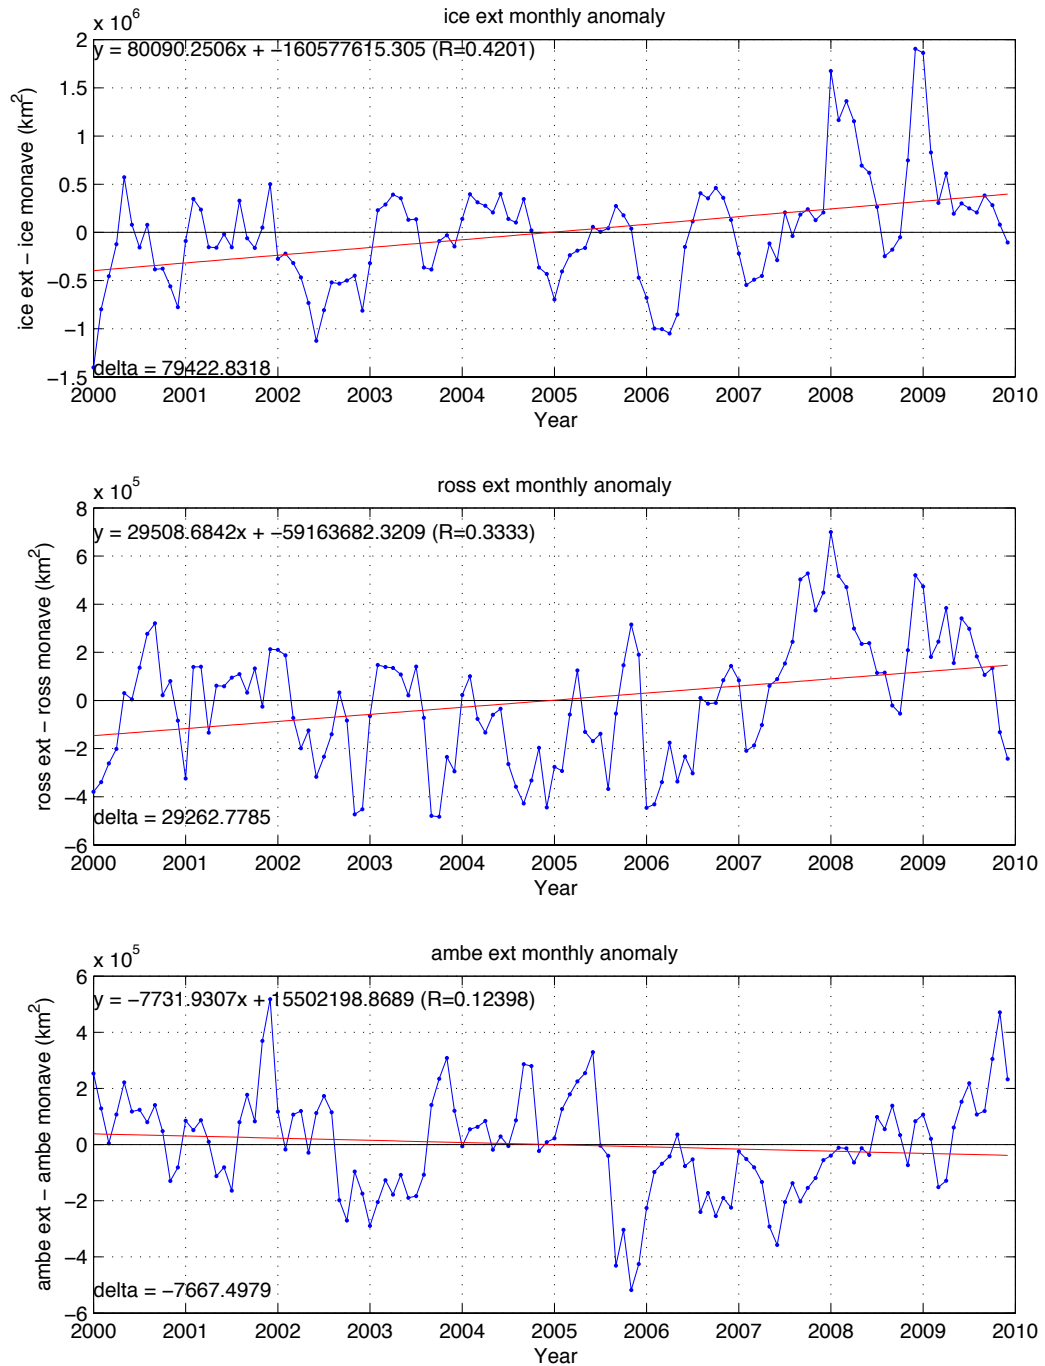 ice ext monthly anomaly
x 10^6
y = 80090.2506x + −160577615.305 (R=0.4201)
2
1.5
1
0.5
0
−0.5
−1
−1.5
ice ext − ice monave (km^2)
delta = 79422.8318
2000 2001 2002 2003 2004 2005 2006 2007 2008 2009 2010
Year
ross ext monthly anomaly
x 10^5
y = 29508.6842x + −59163682.3209 (R=0.3333)
8
6
4
2
0
−2
−4
−6
ross ext − ross monave (km^2)
delta = 29262.7785
2000 2001 2002 2003 2004 2005 2006 2007 2008 2009 2010
Year
ambe ext monthly anomaly
x 10^5
y = −7731.9307x + 15502198.8689 (R=0.12398)
6
4
2
0
−2
−4
−6
ambe ext − ambe monave (km^2)
delta = −7667.4979
2000 2001 2002 2003 2004 2005 2006 2007 2008 2009 2010
Year